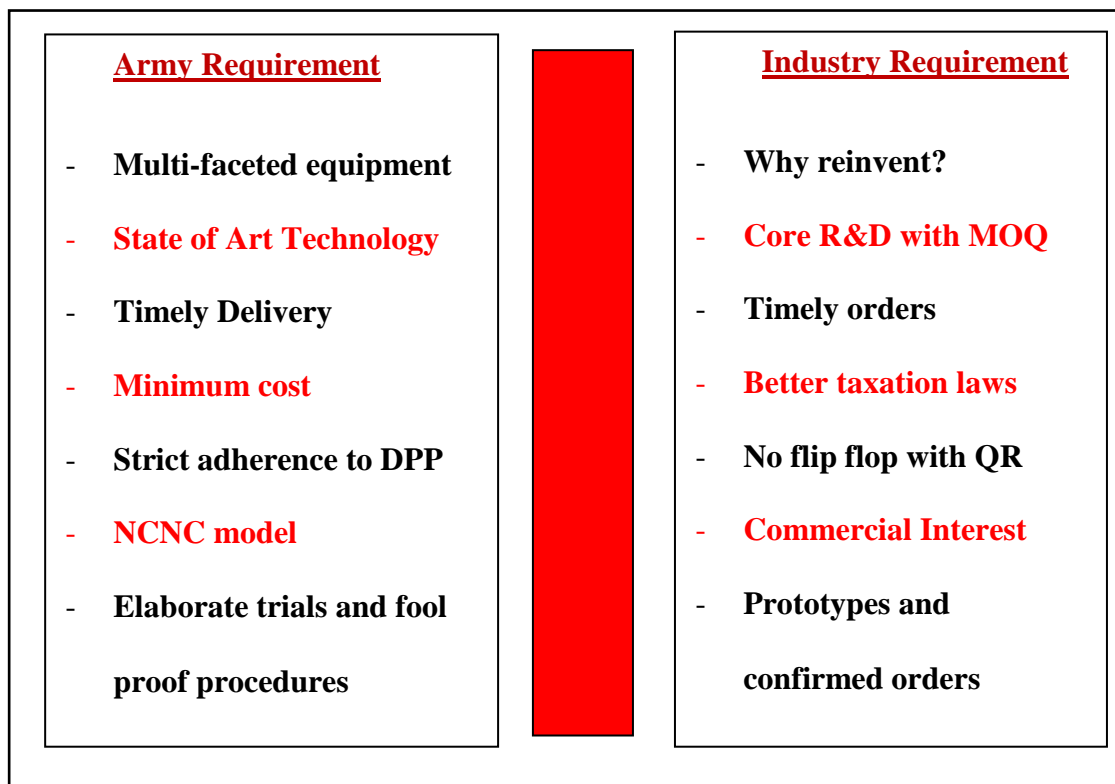 Army Requirement
- Multi-faceted equipment
- State of Art Technology
- Timely Delivery
- Minimum cost
- Strict adherence to DPP
- NCNC model
- Elaborate trials and fool
proof procedures
Industry Requirement
- Why reinvent?
- Core R&D with MOQ
- Timely orders
- Better taxation laws
- No flip flop with QR
- Commercial Interest
- Prototypes and
confirmed orders